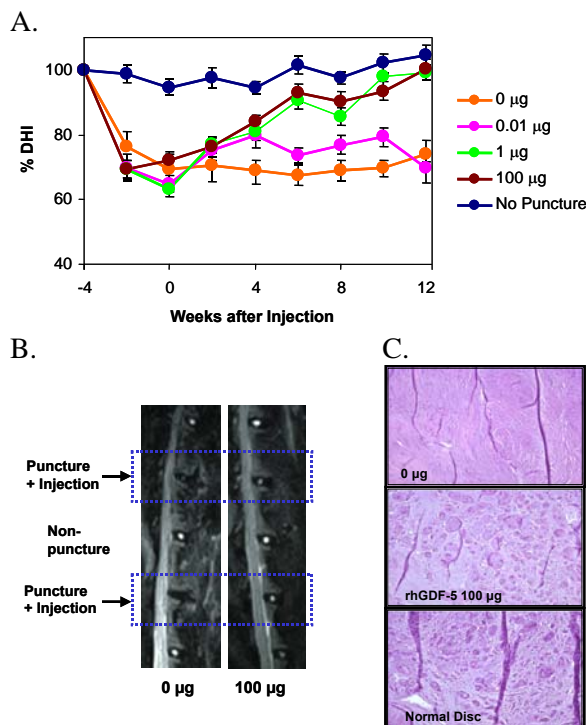 A.
100
80
60
40
% DHI
-4
0
4
8
12
Weeks after Injection
0 µg
0.01 µg
1 µg
100 µg
No Puncture
B.
Puncture
+ Injection
Non-
puncture
Puncture
+ Injection
0 µg
100 µg
C.
0 µg
rhGDF-5 100 µg
Normal Disc